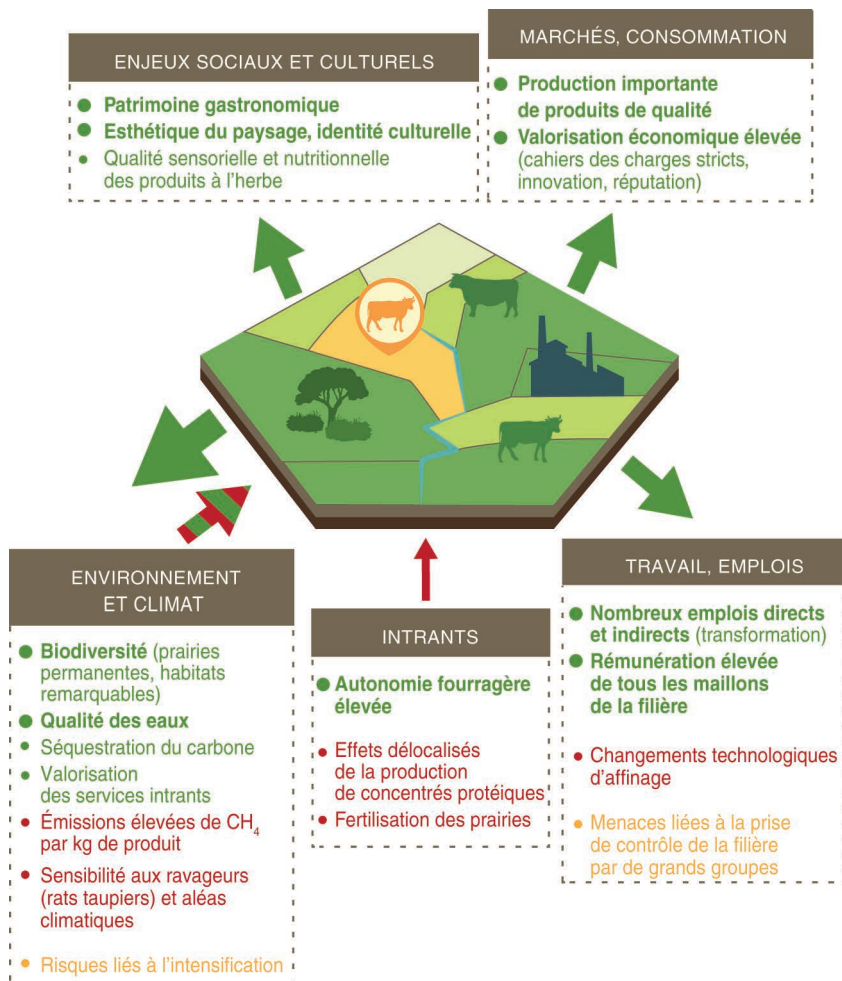 ENJEUX SOCIAUX ET CULTURELS
● Patrimoine gastronomique
● Esthétique du paysage, identité culturelle
• Qualité sensorielle et nutritionnelle
des produits à l'herbe
MARCHÉS, CONSOMMATION
● Production importante
de produits de qualité
● Valorisation économique élevée
(cahiers des charges stricts,
innovation, réputation)
ENVIRONNEMENT
ET CLIMAT
● Biodiversité (prairies
permanentes, habitats
remarquables)
● Qualité des eaux
• Séquestration du carbone
• Valorisation
des services intrants
• Émissions élevées de CH₄
par kg de produit
• Sensibilité aux ravageurs
(rats taupiers) et aléas
climatiques
• Risques liés à l'intensification
INTRANTS
● Autonomie fourragère
élevée
• Effets délocalisés
de la production
de concentrés protéiques
• Fertilisation des prairies
TRAVAIL, EMPLOIS
● Nombreux emplois directs
et indirects (transformation)
● Rémunération élevée
de tous les maillons
de la filière
• Changements technologiques
d'affinage
• Menaces liées à la prise
de contrôle de la filière
par de grands groupes